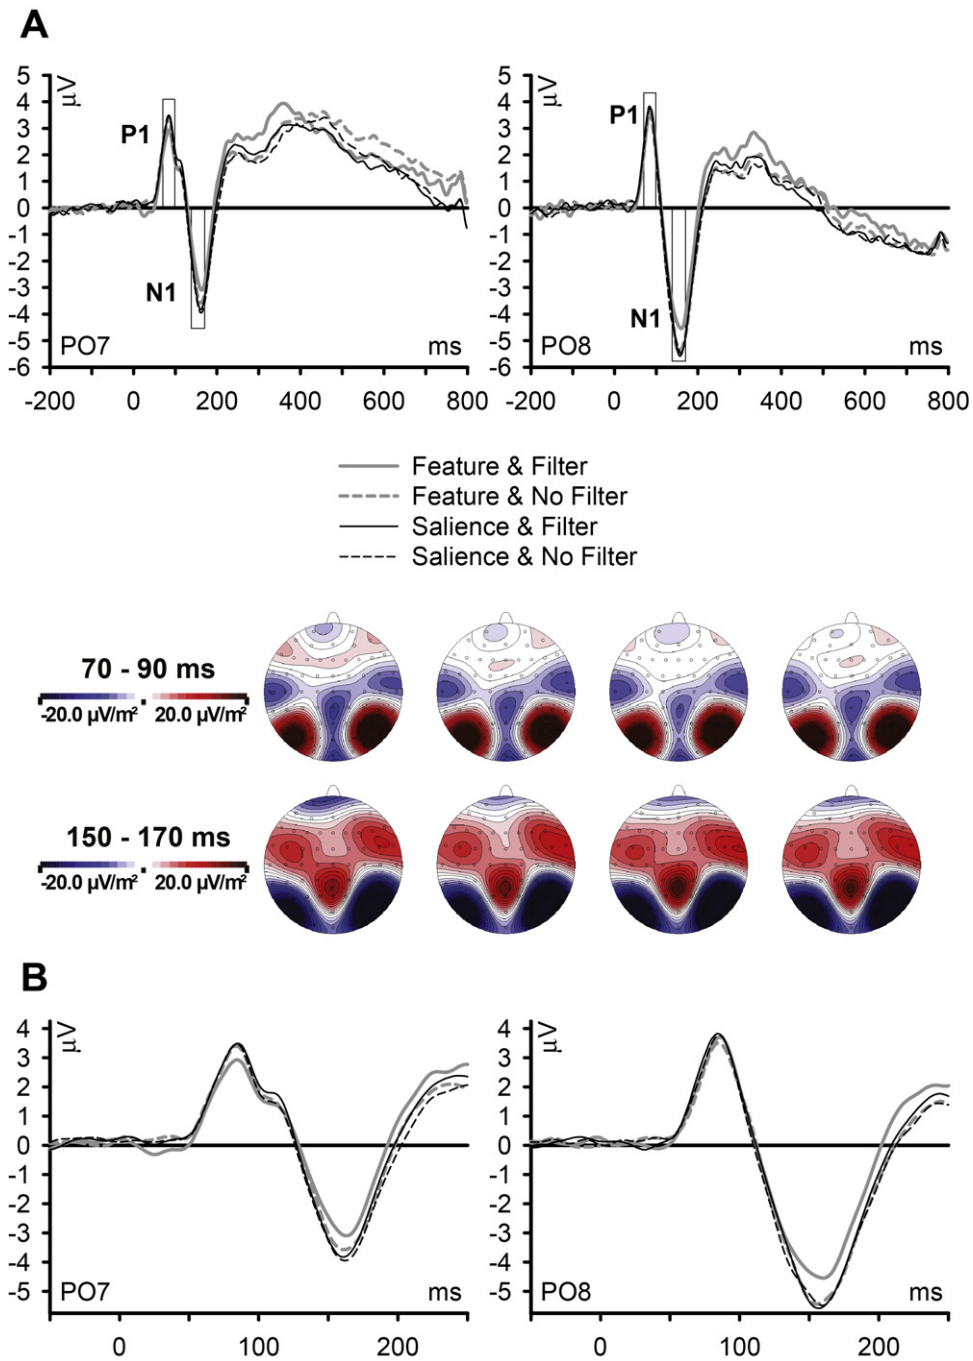 A
µV
5
4
3
2
1
0
-1
-2
-3
-4
-5
-6
P1
N1
PO7
ms
-200 0 200 400 600 800
µV
5
4
3
2
1
0
-1
-2
-3
-4
-5
-6
P1
N1
PO8
ms
-200 0 200 400 600 800
Feature & Filter
Feature & No Filter
Salience & Filter
Salience & No Filter
70 - 90 ms
-20.0 µV/m² 20.0 µV/m²
150 - 170 ms
-20.0 µV/m² 20.0 µV/m²
B
µV
4
3
2
1
0
-1
-2
-3
-4
-5
PO7
ms
0 100 200
µV
4
3
2
1
0
-1
-2
-3
-4
-5
PO8
ms
0 100 200